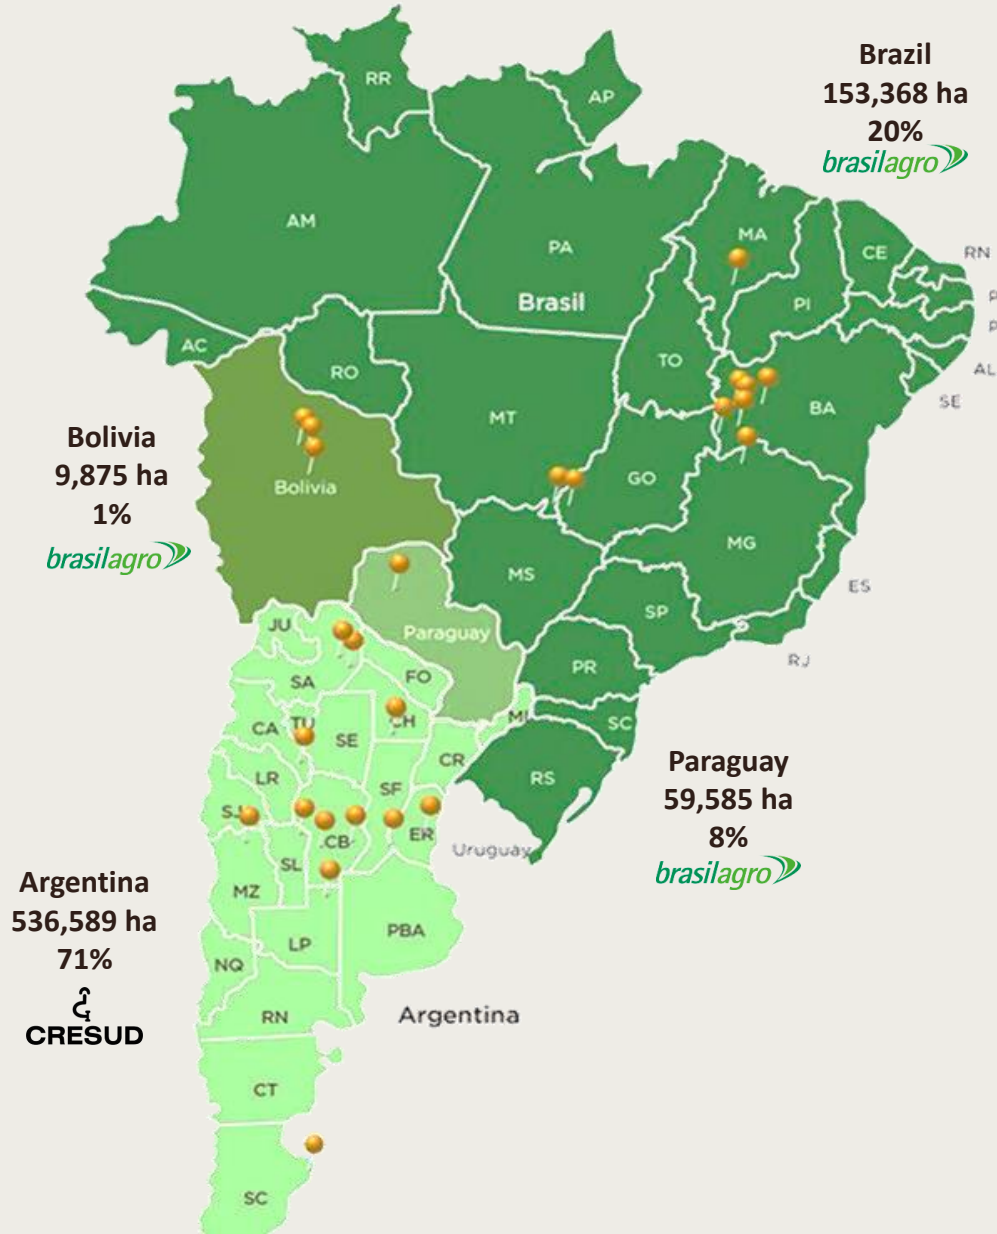 Brazil
153,368 ha
20%
brasilagro
RR
AP
AM
PA
MA
CE
RN
Brasil
PI
P
P
AC
RO
TO
AL
MT
BA
SE
Bolivia
9,875 ha
1%
brasilagro
Bolivia
GO
MG
MS
ES
SP
JU
Paraguay
RJ
PR
SA
FO
CA
TU
SE
CH
MI
SC
CR
LR
SF
RS
SJ
CB
ER
Uruguay
SL
Paraguay
59,585 ha
8%
brasilagro
Argentina
536,589 ha
71%
CRESUD
MZ
PBA
LP
NQ
RN
Argentina
CT
SC